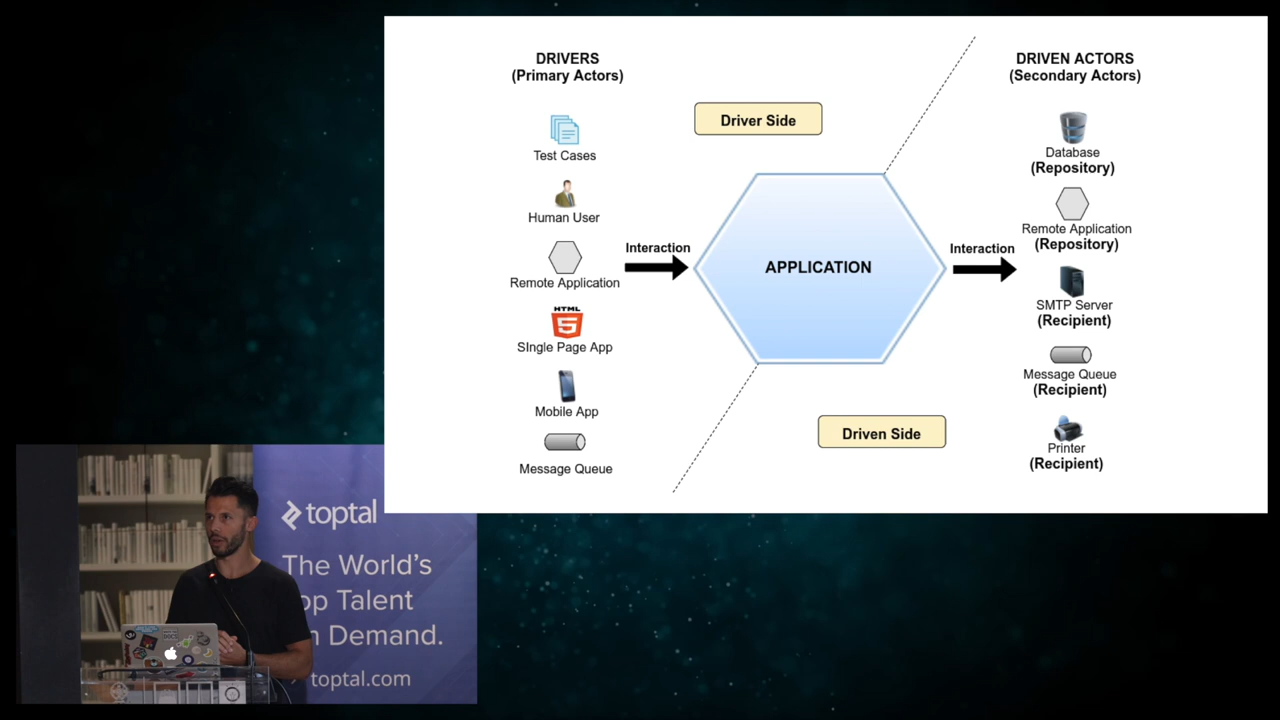 DRIVERS
(Primary Actors)
Test Cases
Human User
Remote Application
SIngle Page App
Mobile App
Message Queue
Driver Side
Interaction
HTML
5
APPLICATION
Interaction
Driven Side
DRIVEN ACTORS
(Secondary Actors)
Database
(Repository)
Remote Application
(Repository)
SMTP Server
(Recipient)
Message Queue
(Recipient)
Printer
(Recipient)
toptal
The World's
op Talent
n Demand.
toptal.com